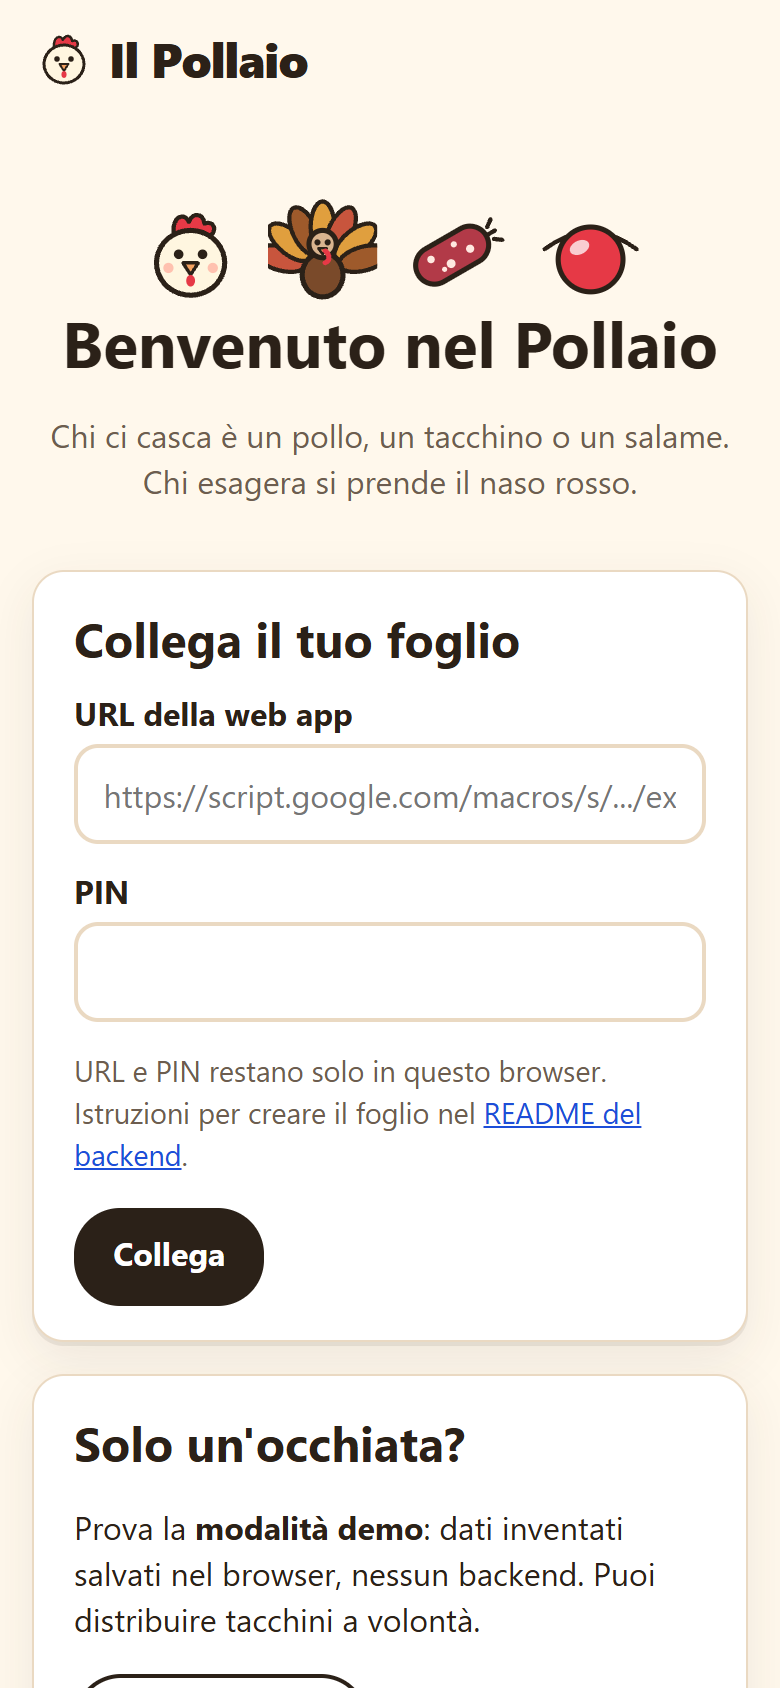 Il Pollaio
Benvenuto nel Pollaio
Chi ci casca è un pollo, un tacchino o un salame.
Chi esagera si prende il naso rosso.
Collega il tuo foglio
URL della web app
https://script.google.com/macros/s/.../ex
PIN
URL e PIN restano solo in questo browser.
Istruzioni per creare il foglio nel README del
backend.
Collega
Solo un'occhiata?
Prova la modalità demo: dati inventati
salvati nel browser, nessun backend. Puoi
distribuire tacchini a volontà.